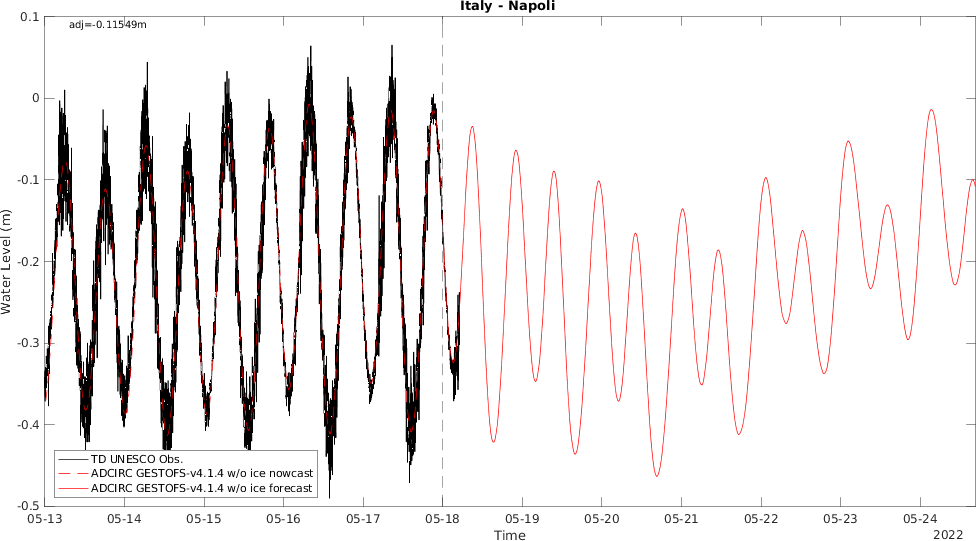 Italy - Napoli
adj=-0.11549m
0.1
0
-0.1
-0.2
-0.3
-0.4
-0.5
Water Level (m)
TD UNESCO Obs.
ADCIRC GESTOFS-v4.1.4 w/o ice nowcast
ADCIRC GESTOFS-v4.1.4 w/o ice forecast
05-13 05-14 05-15 05-16 05-17 05-18 05-19 05-20 05-21 05-22 05-23 05-24
Time
2022